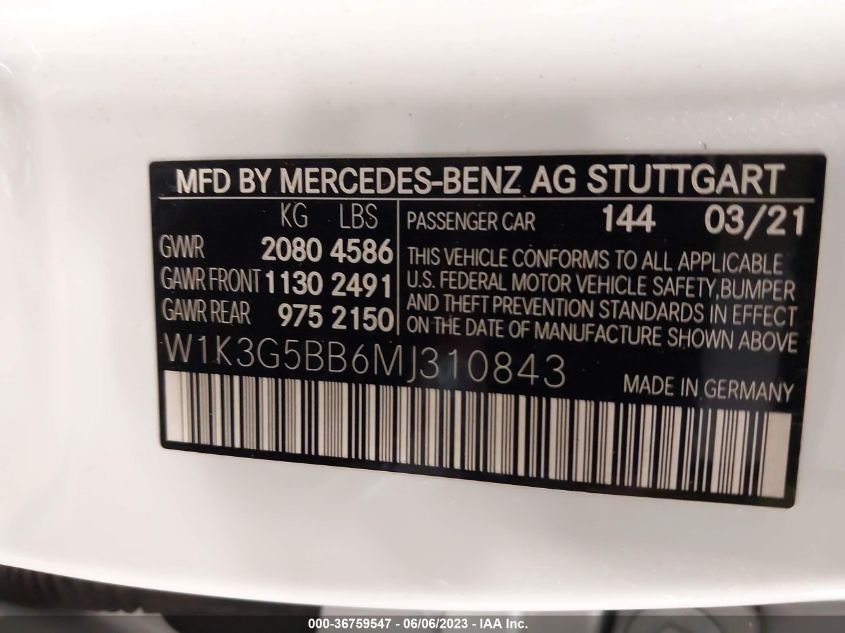 MFD BY MERCEDES-BENZ AG STUTTGART
KG LBS
GVWR 2080 4586
GAWR FRONT 1130 2491
GAWR REAR 975 2150
PASSENGER CAR 144 03/21
THIS VEHICLE CONFORMS TO ALL APPLICABLE
U.S. FEDERAL MOTOR VEHICLE SAFETY, BUMPER
AND THEFT PREVENTION STANDARDS IN EFFECT
ON THE DATE OF MANUFACTURE SHOWN ABOVE
W1K3G5BB6MJ310843
MADE IN GERMANY
000-36759547 - 06/06/2023 - IAA Inc.